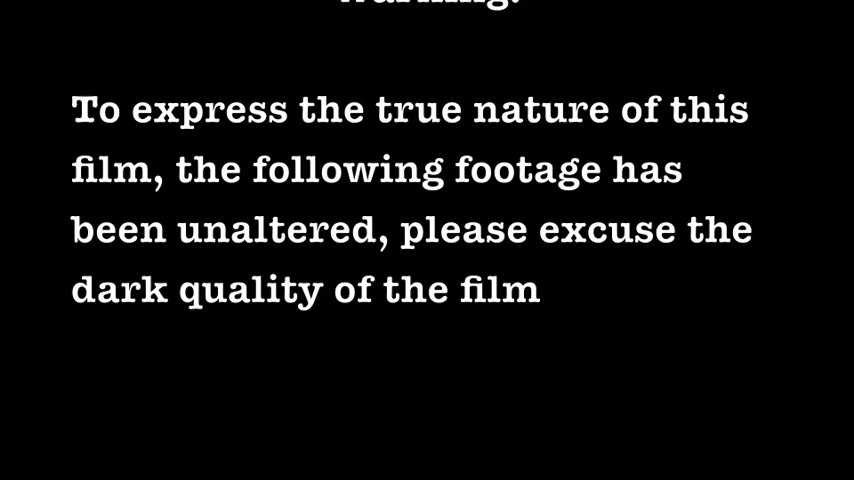 warning:
To express the true nature of this
film, the following footage has
been unaltered, please excuse the
dark quality of the film